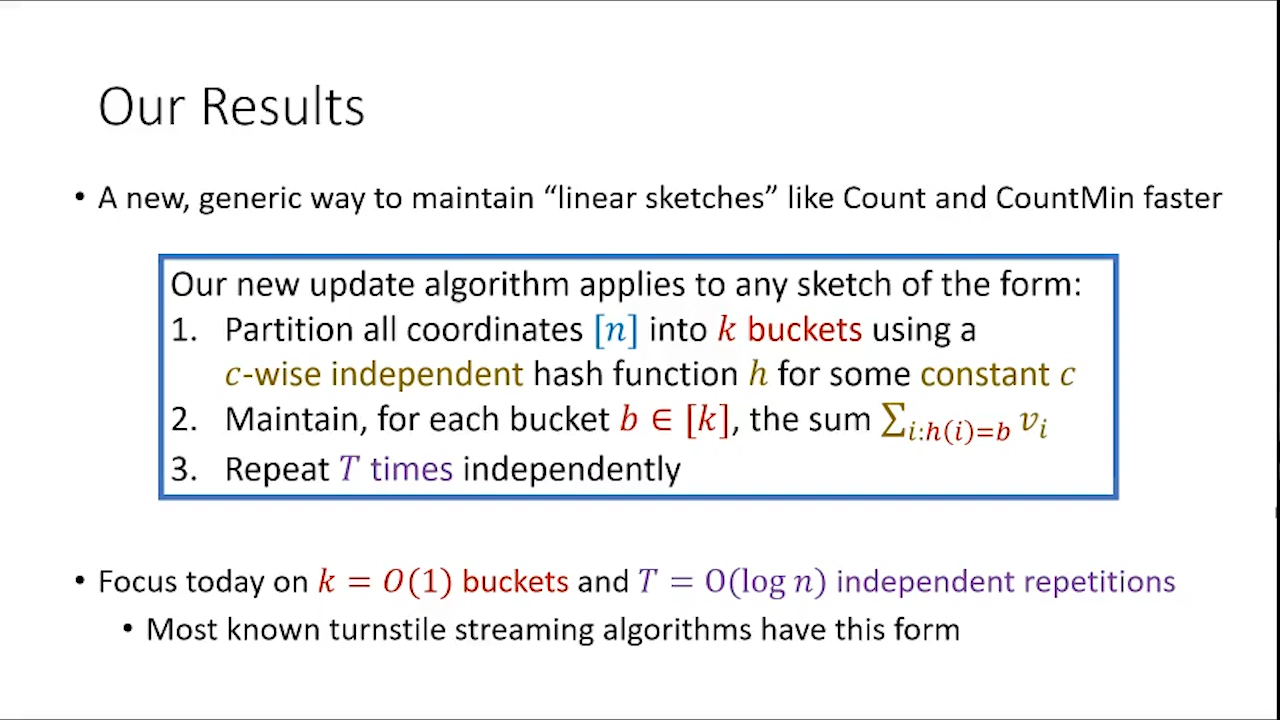 Our Results
• A new, generic way to maintain “linear sketches” like Count and CountMin faster
Our new update algorithm applies to any sketch of the form:
1. Partition all coordinates [n] into k buckets using a
c-wise independent hash function h for some constant c
2. Maintain, for each bucket b ∈ [k], the sum ∑_{i:h(i)=b} v_i
3. Repeat T times independently
• Focus today on k = O(1) buckets and T = O(log n) independent repetitions
• Most known turnstile streaming algorithms have this form